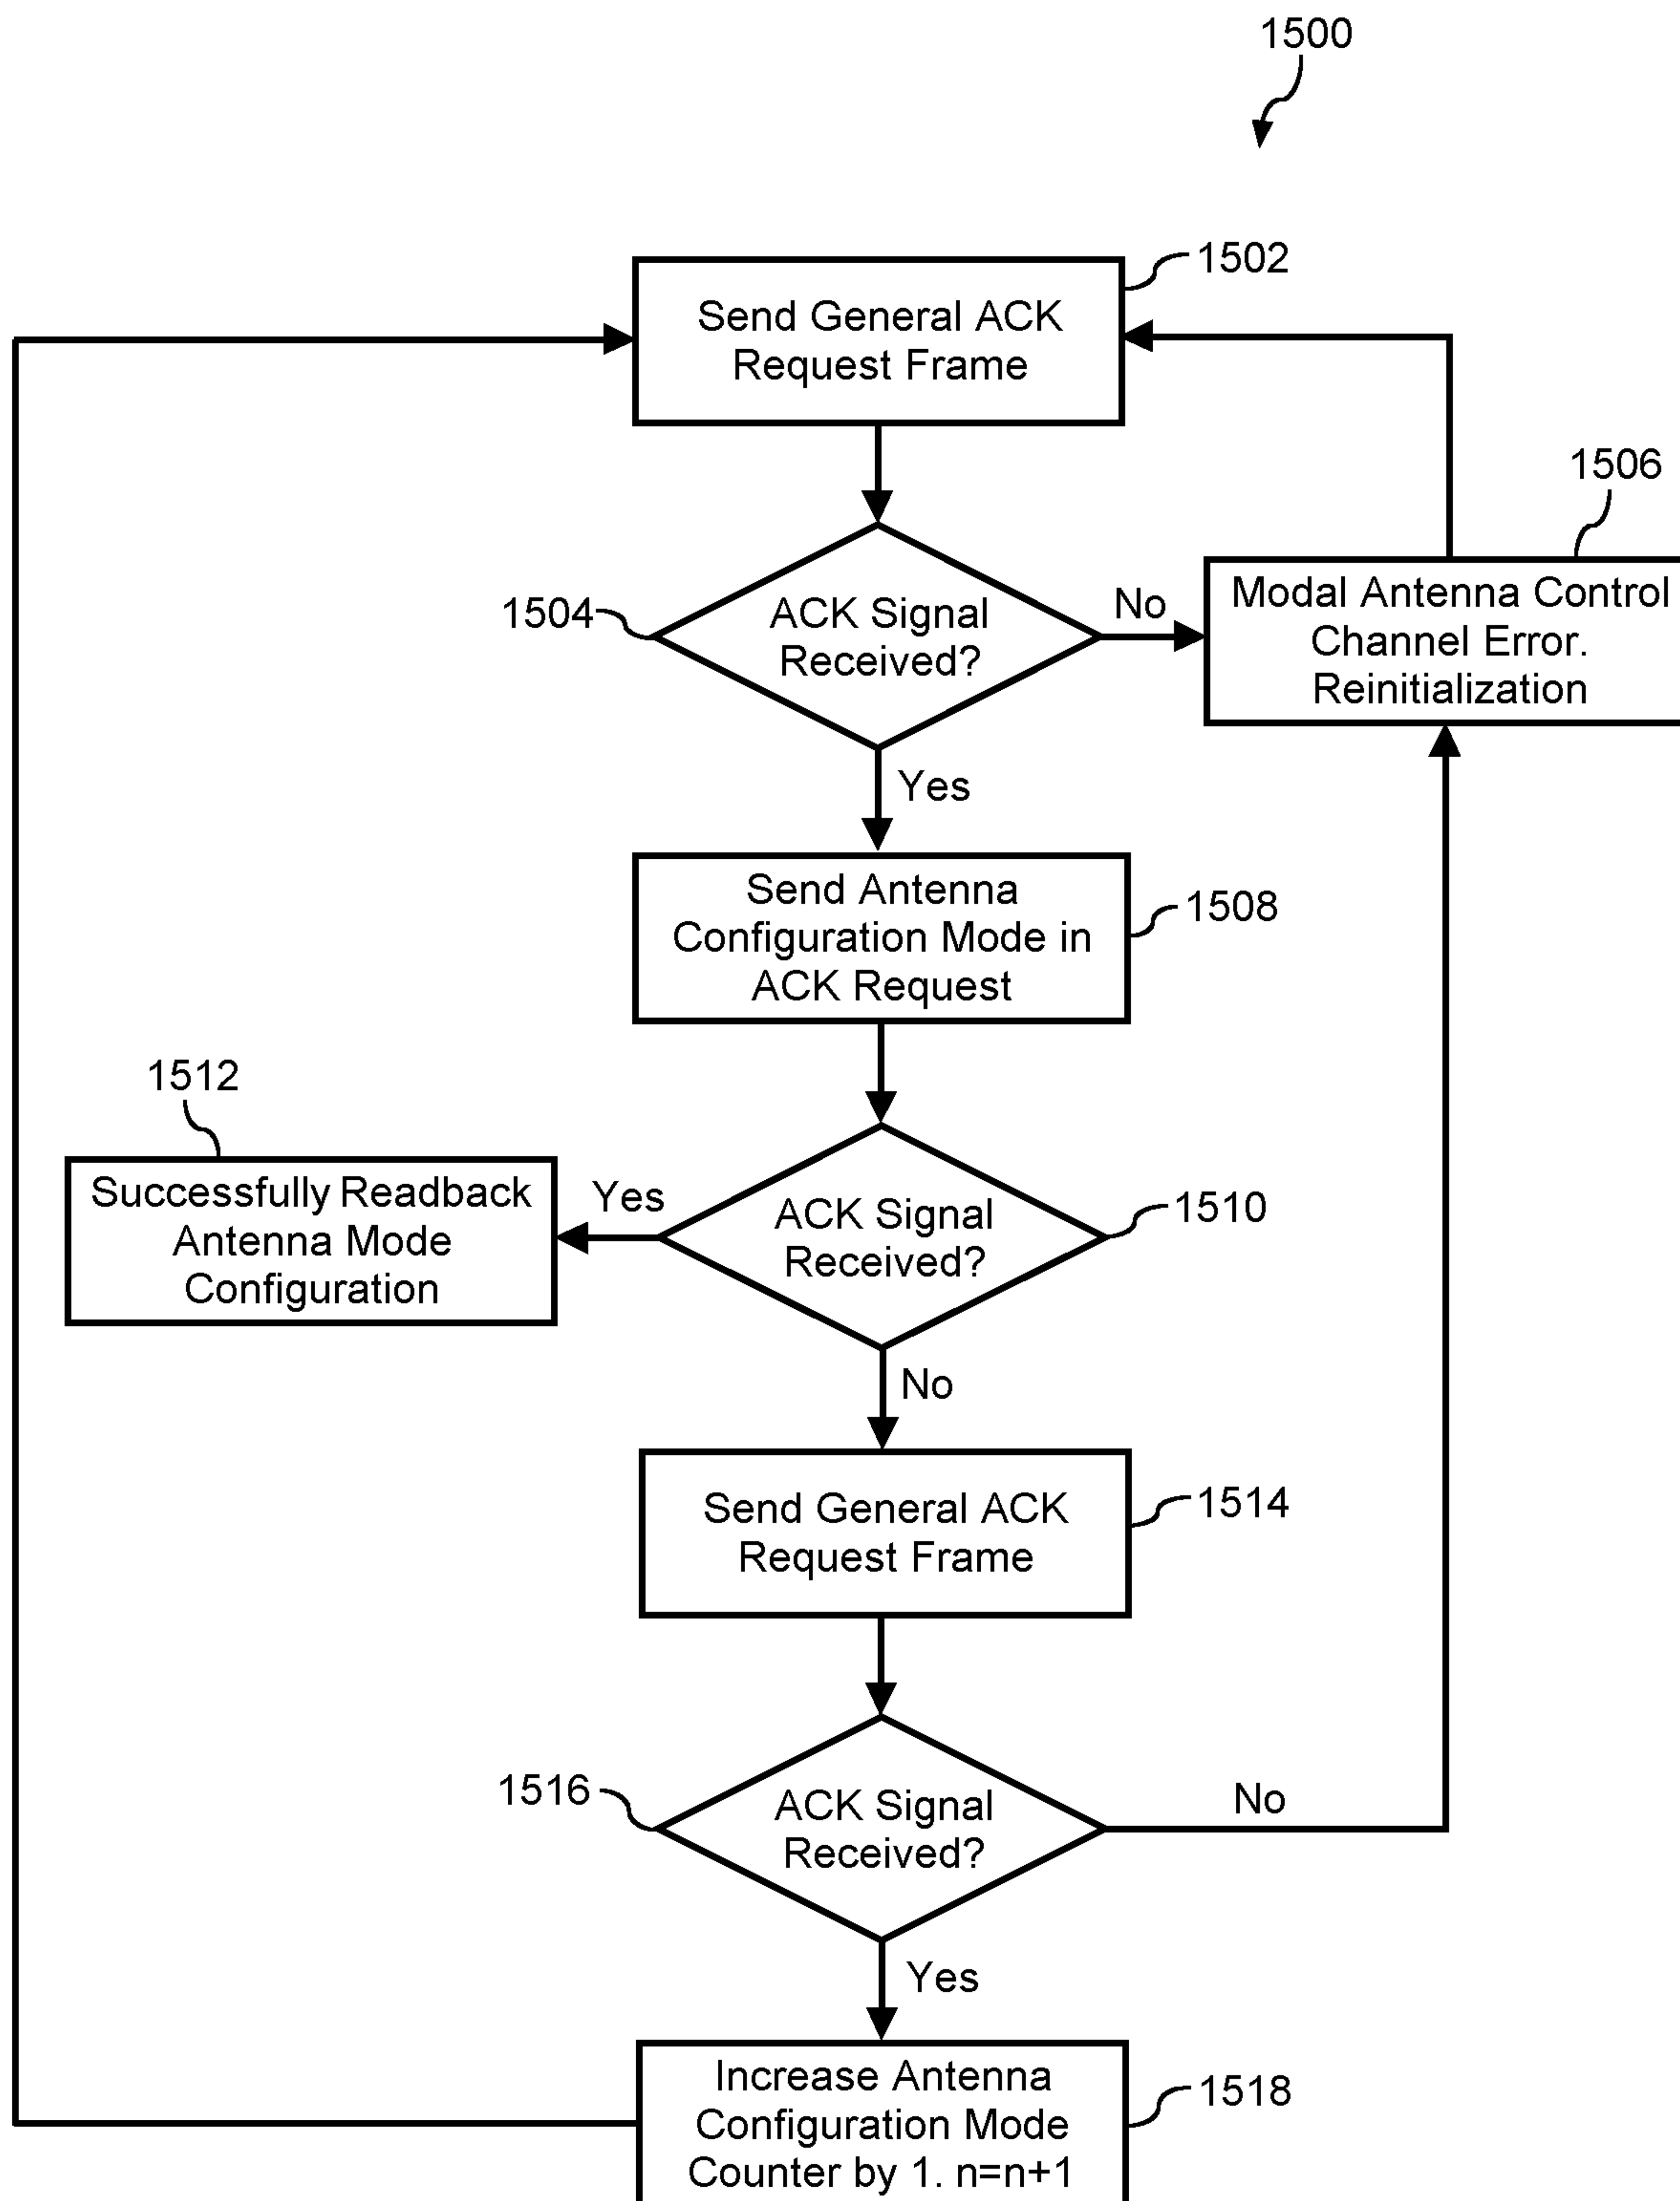 1500
1502
Send General ACK
Request Frame
1506
1504
ACK Signal
Received?
No
Modal Antenna Control
Channel Error.
Reinitialization
Yes
Send Antenna
Configuration Mode in
ACK Request
1508
1512
Successfully Readback
Antenna Mode
Configuration
Yes
ACK Signal
Received?
1510
No
Send General ACK
Request Frame
1514
1516
ACK Signal
Received?
No
Yes
Increase Antenna
Configuration Mode
Counter by 1. n=n+1
1518